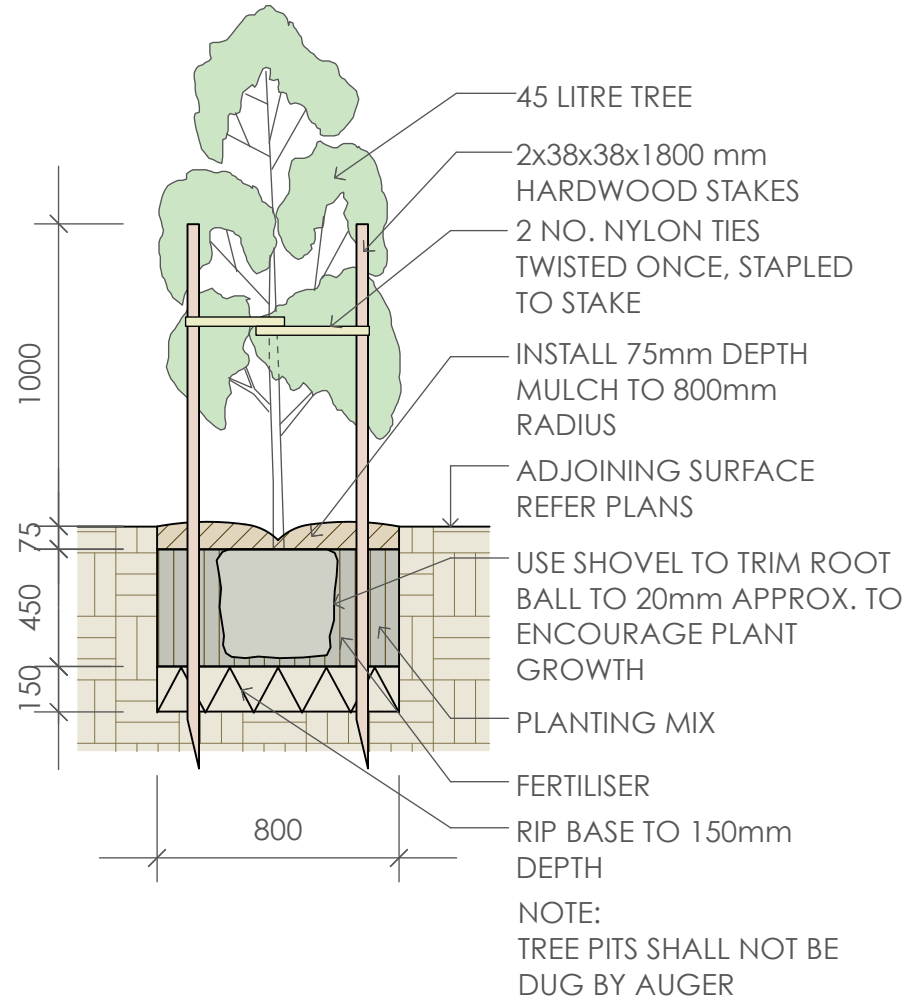 45 LITRE TREE
2x38x38x1800 mm
HARDWOOD STAKES
2 NO. NYLON TIES
TWISTED ONCE, STAPLED
TO STAKE
INSTALL 75mm DEPTH
MULCH TO 800mm
RADIUS
ADJOINING SURFACE
REFER PLANS
USE SHOVEL TO TRIM ROOT
BALL TO 20mm APPROX. TO
ENCOURAGE PLANT
GROWTH
PLANTING MIX
FERTILISER
RIP BASE TO 150mm
DEPTH
NOTE:
TREE PITS SHALL NOT BE
DUG BY AUGER
1000
75
450
150
800